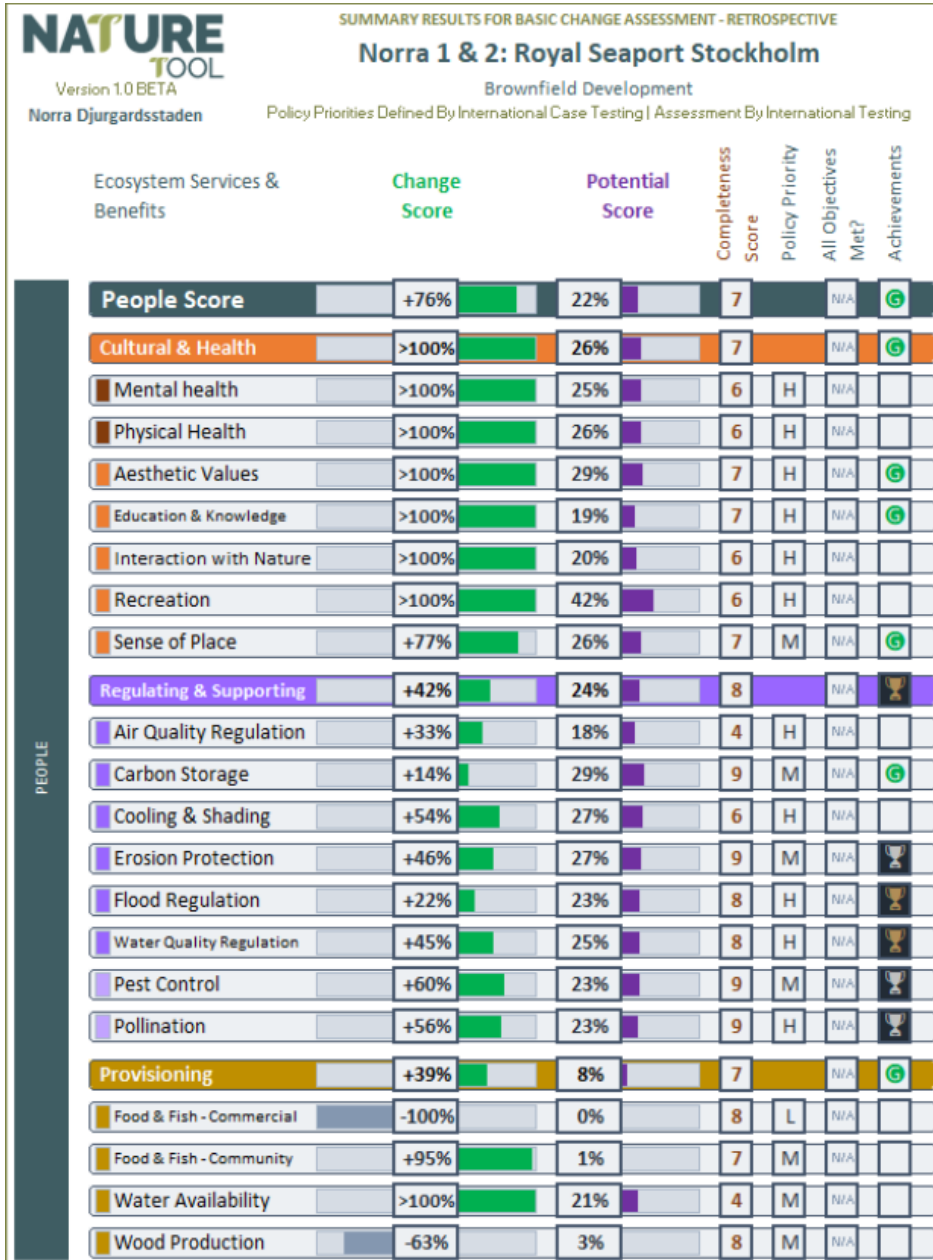 NATURE
TOOL
Version 1.0 BETA
Norra Djurgardsstaden
SUMMARY RESULTS FOR BASIC CHANGE ASSESSMENT - RETROSPECTIVE
Norra 1 & 2: Royal Seaport Stockholm
Brownfield Development
Policy Priorities Defined By International Case Testing | Assessment By International Testing
Ecosystem Services &
Benefits
Change
Score
Potential
Score
Completeness
Score
Policy Priority
All Objectives
Met?
Achievements
PEOPLE
People Score +76% 22% 7 N/A G
Cultural & Health >100% 26% 7 N/A G
Mental health >100% 25% 6 H N/A
Physical Health >100% 26% 6 H N/A
Aesthetic Values >100% 29% 7 H N/A G
Education & Knowledge >100% 19% 7 H N/A G
Interaction with Nature >100% 20% 6 H N/A
Recreation >100% 42% 6 H N/A
Sense of Place +77% 26% 7 M N/A G
Regulating & Supporting +42% 24% 8 N/A
Air Quality Regulation +33% 18% 4 H N/A
Carbon Storage +14% 29% 9 M N/A G
Cooling & Shading +54% 27% 6 H N/A
Erosion Protection +46% 27% 9 M N/A
Flood Regulation +22% 23% 8 H N/A
Water Quality Regulation +45% 25% 8 H N/A
Pest Control +60% 23% 9 M N/A
Pollination +56% 23% 9 H N/A
Provisioning +39% 8% 7 N/A G
Food & Fish - Commercial -100% 0% 8 L N/A
Food & Fish - Community +95% 1% 7 M N/A
Water Availability >100% 21% 4 M N/A
Wood Production -63% 3% 8 M N/A